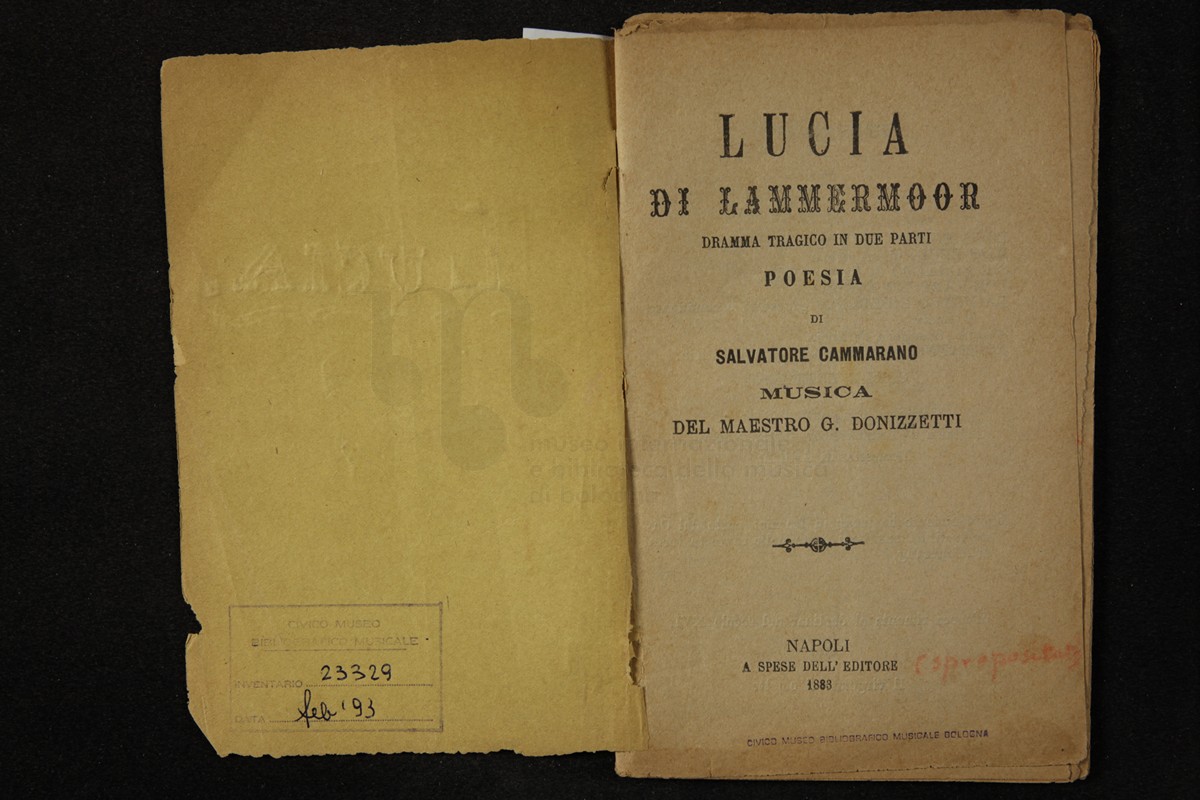 CIVICO MUSEO
BIBLIOGRAFICO MUSICALE
INVENTARIO 23329
DATA feb '93
LUCIA
DI LAMMERMOOR
DRAMMA TRAGICO IN DUE PARTI
POESIA
DI
SALVATORE CAMMARANO
MUSICA
DEL MAESTRO G. DONIZZETTI
museo internazionale
e biblioteca della musica
di bologna
NAPOLI
A SPESE DELL' EDITORE
1883
CIVICO MUSEO BIBLIOGRAFICO MUSICALE BOLOGNA